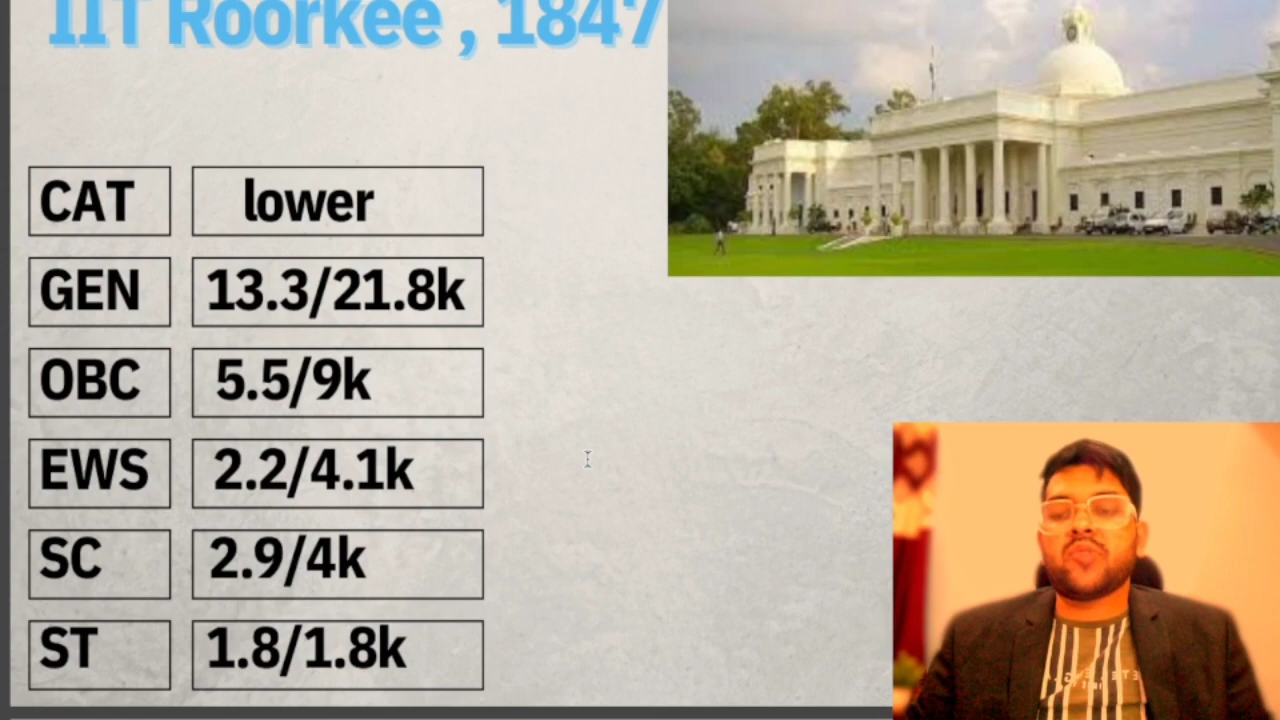 IIT Roorkee , 1847
CAT lower
GEN 13.3/21.8k
OBC 5.5/9k
EWS 2.2/4.1k
SC 2.9/4k
ST 1.8/1.8k